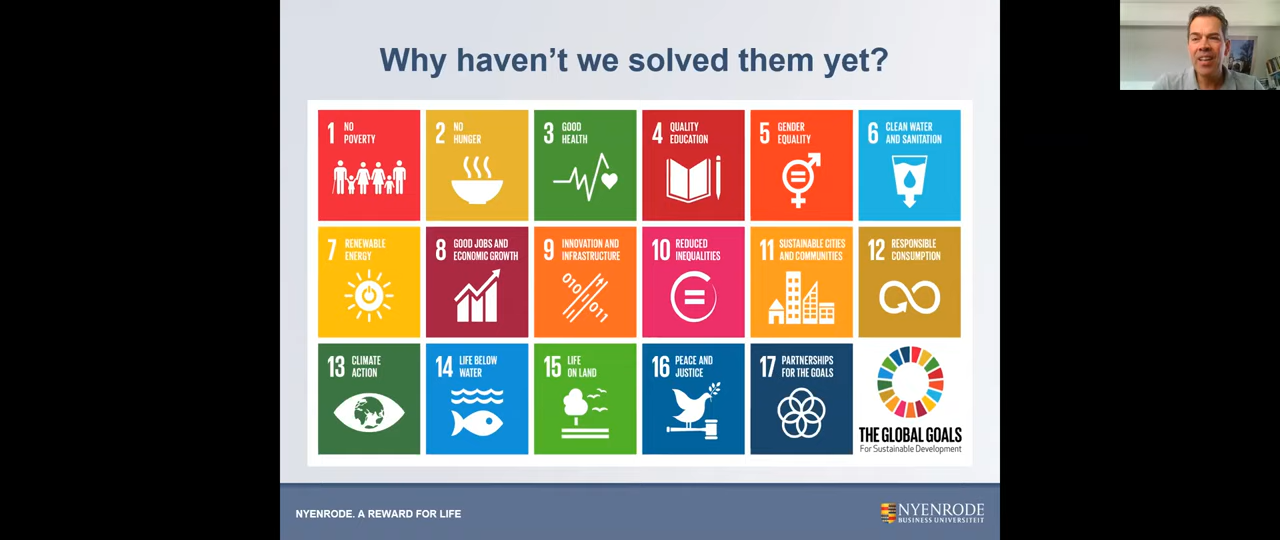 Why haven't we solved them yet?
1 NO
POVERTY
2 NO
HUNGER
3 GOOD
HEALTH
4 QUALITY
EDUCATION
5 GENDER
EQUALITY
6 CLEAN WATER
AND SANITATION
7 RENEWABLE
ENERGY
8 GOOD JOBS AND
ECONOMIC GROWTH
9 INNOVATION AND
INFRASTRUCTURE
010
011
10 REDUCED
INEQUALITIES
11 SUSTAINABLE CITIES
AND COMMUNITIES
12 RESPONSIBLE
CONSUMPTION
13 CLIMATE
ACTION
14 LIFE BELOW
WATER
15 LIFE
ON LAND
16 PEACE AND
JUSTICE
17 PARTNERSHIPS
FOR THE GOALS
THE GLOBAL GOALS
For Sustainable Development
NYENRODE. A REWARD FOR LIFE
NYENRODE
BUSINESS UNIVERSITEIT